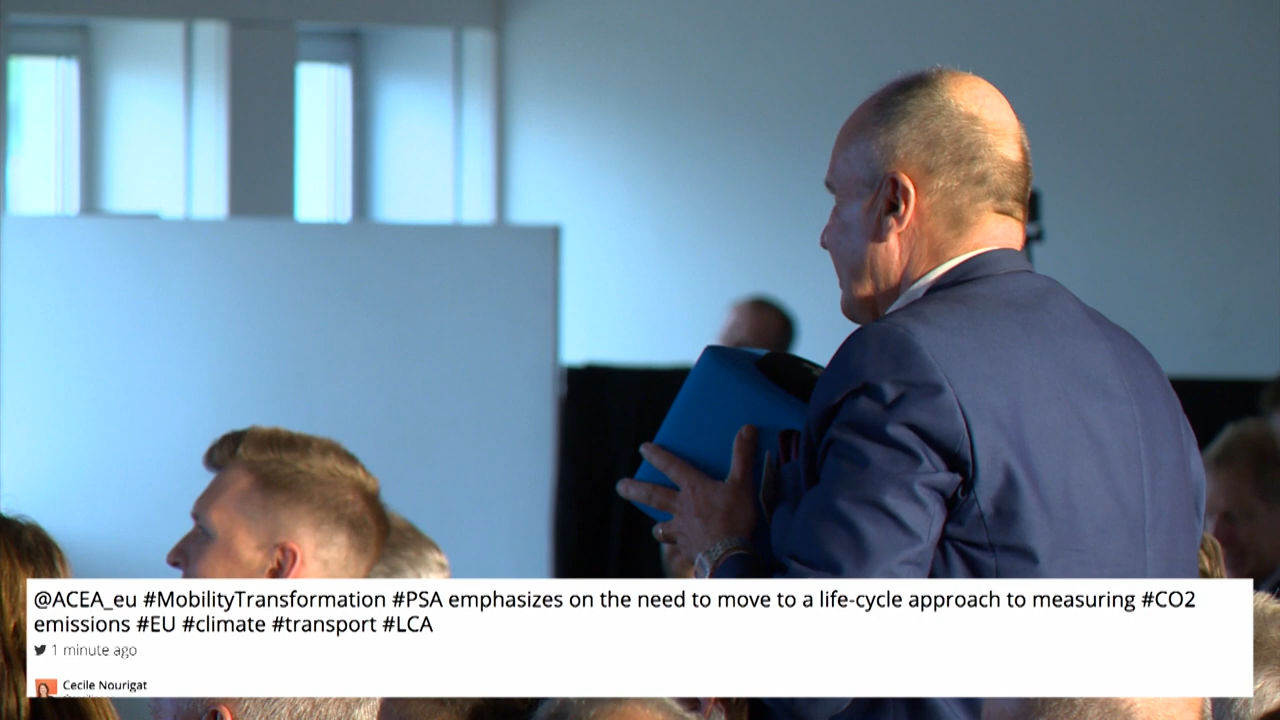 @ACEA_eu #MobilityTransformation #PSA emphasizes on the need to move to a life-cycle approach to measuring #CO2
emissions #EU #climate #transport #LCA
1 minute ago
Cecile Nourigat